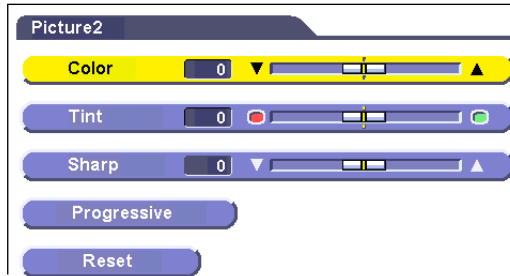 Picture2
Color 0
Tint 0
Sharp 0
Progressive
Reset